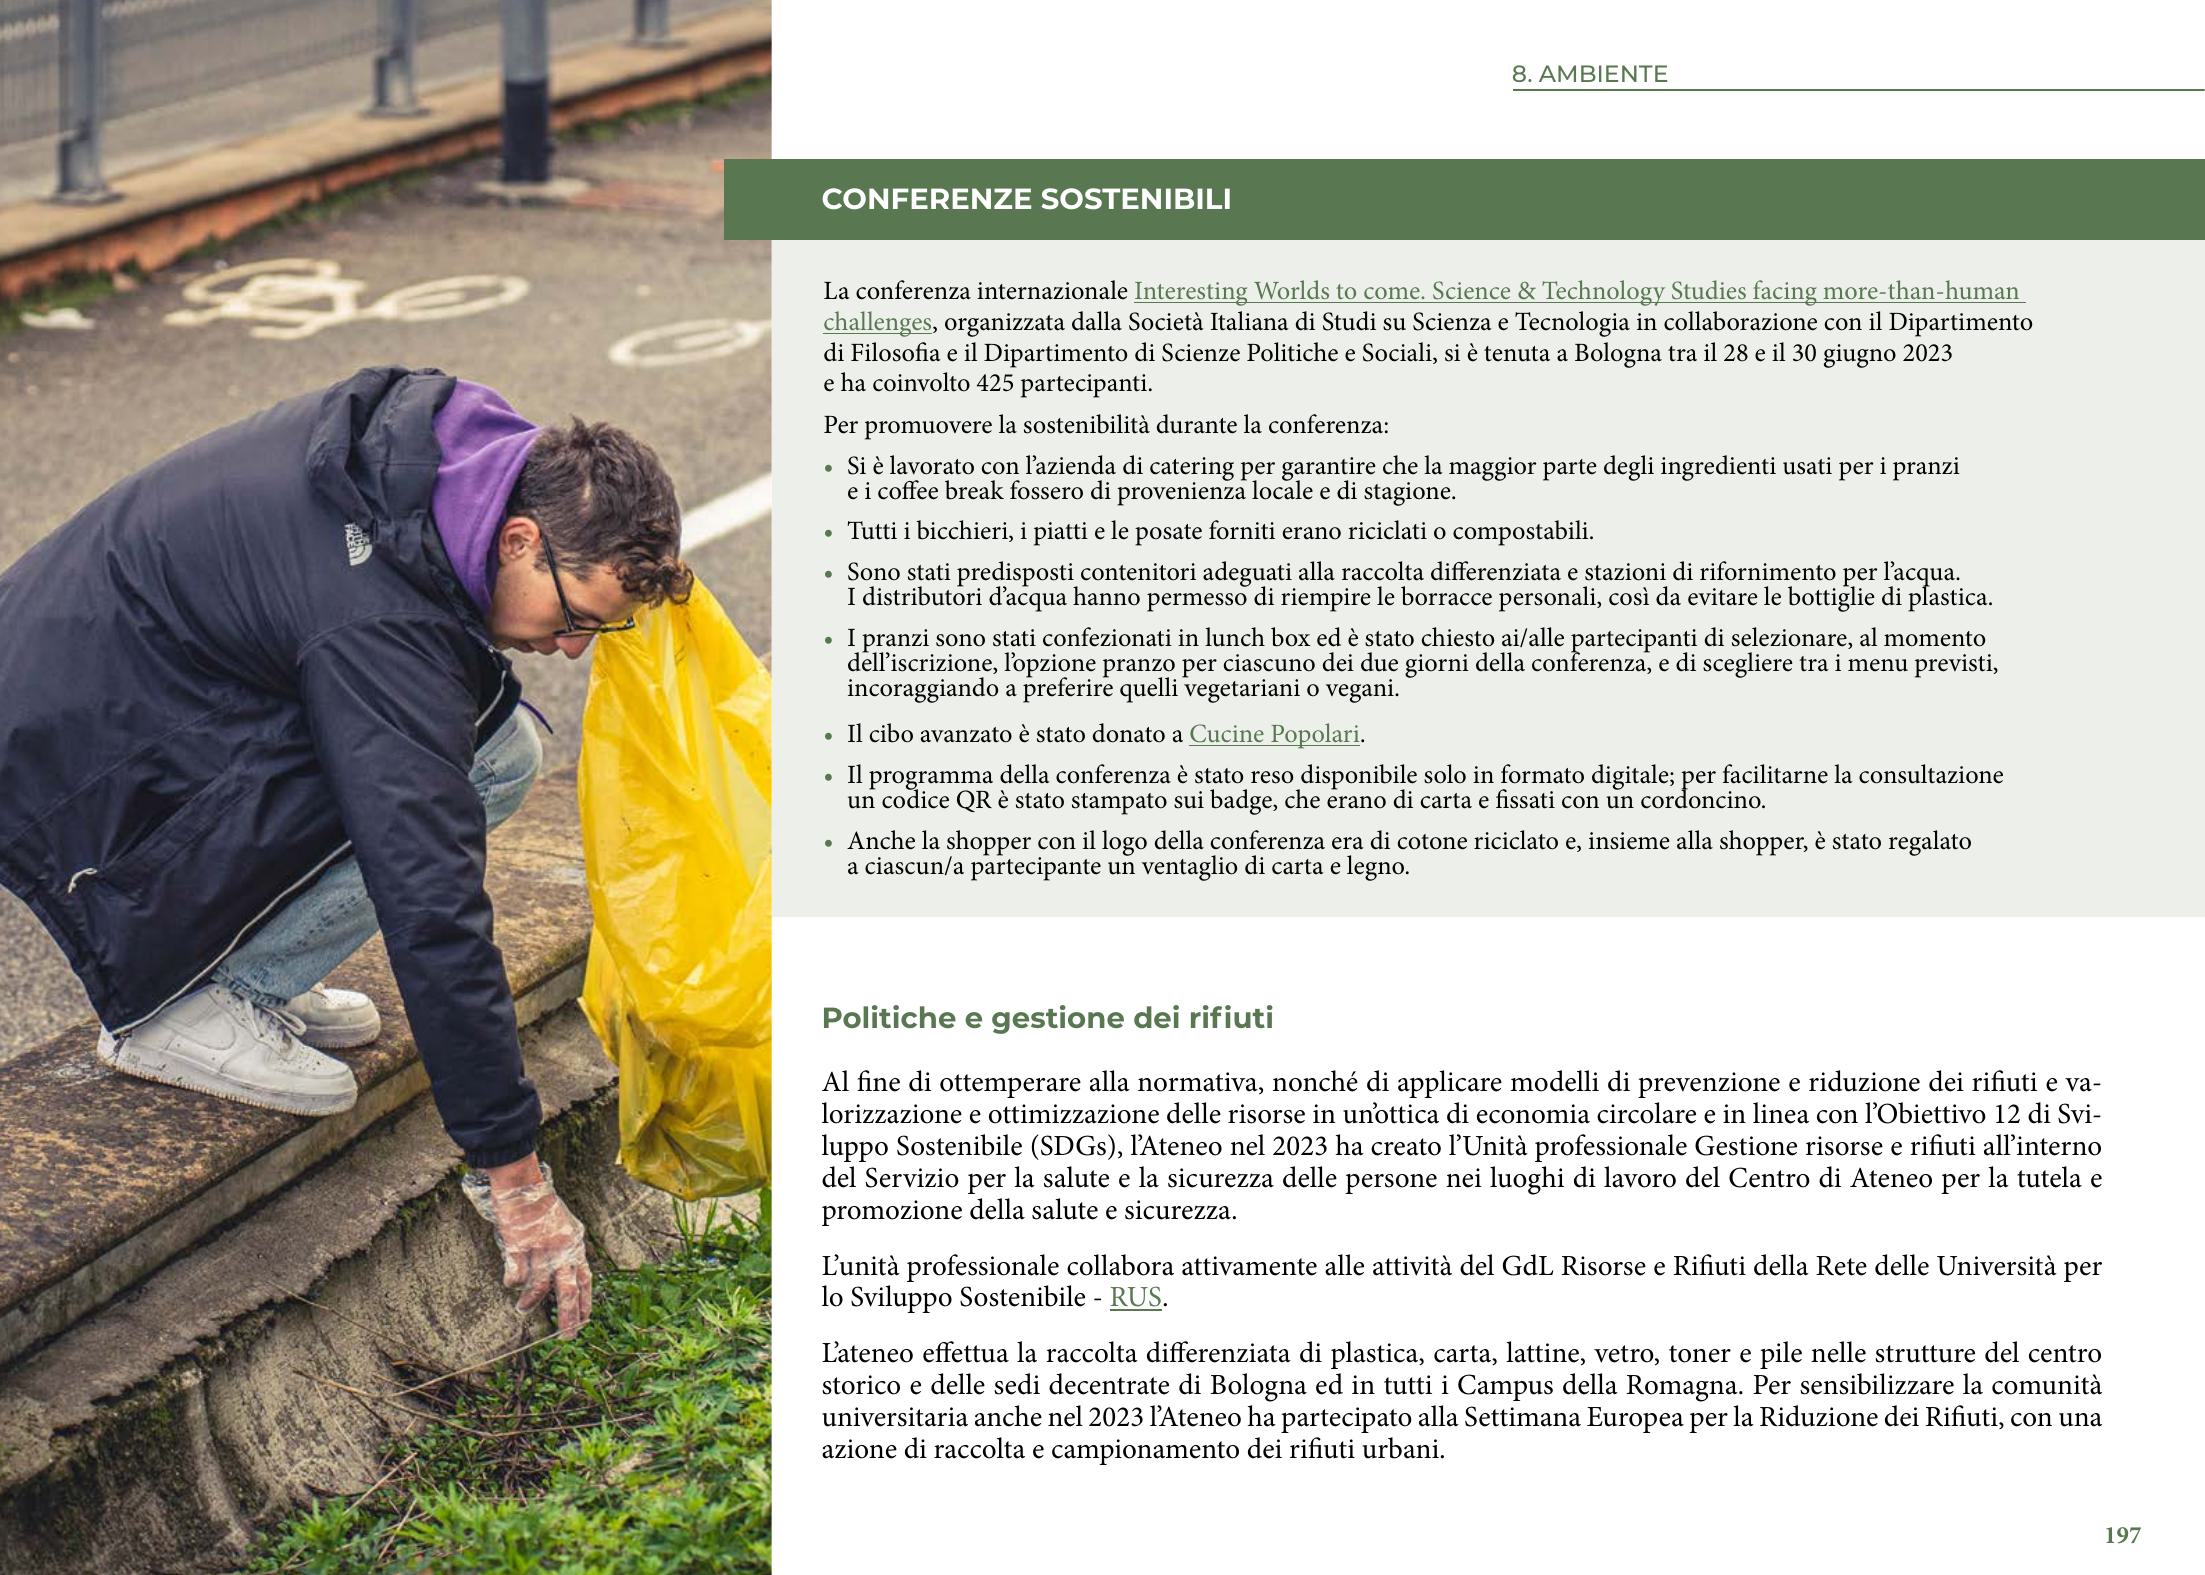 8. AMBIENTE
CONFERENZE SOSTENIBILI
La conferenza internazionale Interesting Worlds to come. Science & Technology Studies facing more-than-human
challenges, organizzata dalla Società Italiana di Studi su Scienza e Tecnologia in collaborazione con il Dipartimento
di Filosofia e il Dipartimento di Scienze Politiche e Sociali, si è tenuta a Bologna tra il 28 e il 30 giugno 2023
e ha coinvolto 425 partecipanti.
Per promuovere la sostenibilità durante la conferenza:
• Si è lavorato con l’azienda di catering per garantire che la maggior parte degli ingredienti usati per i pranzi
e i coffee break fossero di provenienza locale e di stagione.
• Tutti i bicchieri, i piatti e le posate forniti erano riciclati o compostabili.
• Sono stati predisposti contenitori adeguati alla raccolta differenziata e stazioni di rifornimento per l’acqua.
I distributori d’acqua hanno permesso di riempire le borracce personali, così da evitare le bottiglie di plastica.
• I pranzi sono stati confezionati in lunch box ed è stato chiesto ai/alle partecipanti di selezionare, al momento
dell’iscrizione, l’opzione pranzo per ciascuno dei due giorni della conferenza, e di scegliere tra i menu previsti,
incoraggiando a preferire quelli vegetariani o vegani.
• Il cibo avanzato è stato donato a Cucine Popolari.
• Il programma della conferenza è stato reso disponibile solo in formato digitale; per facilitarne la consultazione
un codice QR è stato stampato sui badge, che erano di carta e fissati con un cordoncino.
• Anche la shopper con il logo della conferenza era di cotone riciclato e, insieme alla shopper, è stato regalato
a ciascun/a partecipante un ventaglio di carta e legno.
Politiche e gestione dei rifiuti
Al fine di ottemperare alla normativa, nonché di applicare modelli di prevenzione e riduzione dei rifiuti e va-
lorizzazione e ottimizzazione delle risorse in un’ottica di economia circolare e in linea con l’Obiettivo 12 di Svi-
luppo Sostenibile (SDGs), l’Ateneo nel 2023 ha creato l’Unità professionale Gestione risorse e rifiuti all’interno
del Servizio per la salute e la sicurezza delle persone nei luoghi di lavoro del Centro di Ateneo per la tutela e
promozione della salute e sicurezza.
L’unità professionale collabora attivamente alle attività del GdL Risorse e Rifiuti della Rete delle Università per
lo Sviluppo Sostenibile - RUS.
L’ateneo effettua la raccolta differenziata di plastica, carta, lattine, vetro, toner e pile nelle strutture del centro
storico e delle sedi decentrate di Bologna ed in tutti i Campus della Romagna. Per sensibilizzare la comunità
universitaria anche nel 2023 l’Ateneo ha partecipato alla Settimana Europea per la Riduzione dei Rifiuti, con una
azione di raccolta e campionamento dei rifiuti urbani.
197